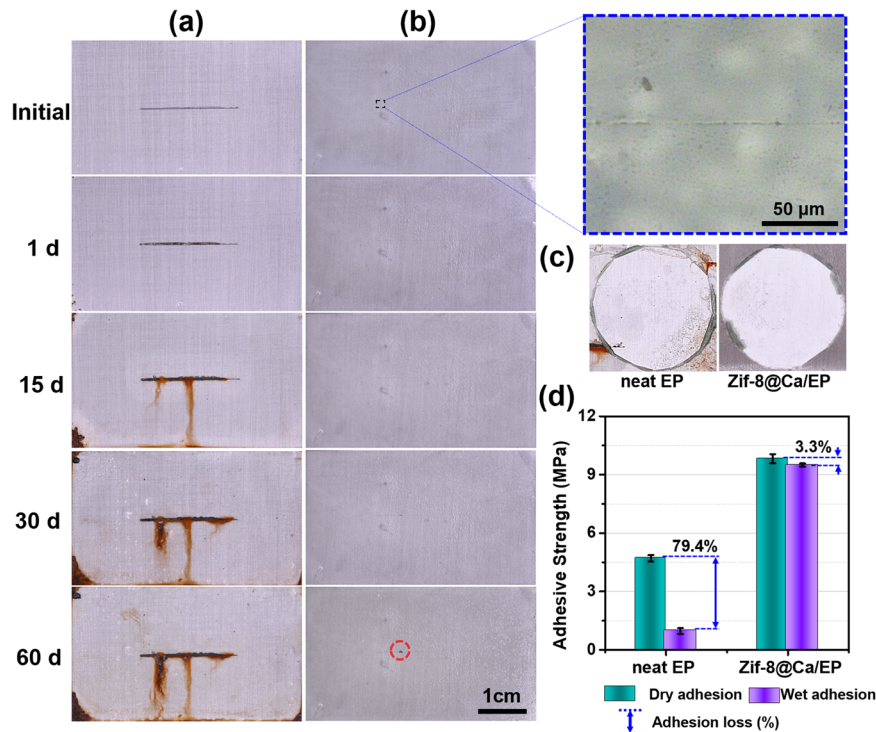 (a)
(b)
Initial
50 µm
1 d
(c)
15 d
neat EP
Zif-8@Ca/EP
(d)
30 d
60 d
1cm
Adhesive Strength (MPa)
12
9
6
3
0
79.4%
3.3%
neat EP
Zif-8@Ca/EP
Dry adhesion
Wet adhesion
Adhesion loss (%)